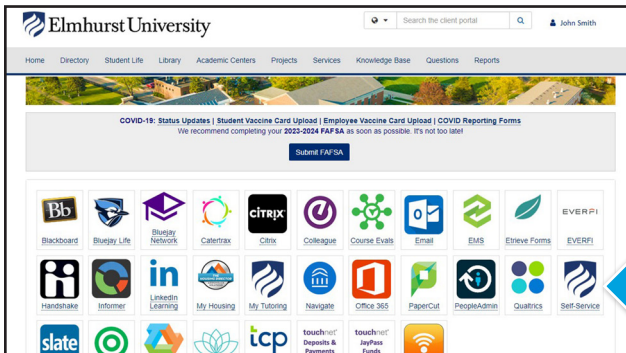 Elmhurst University
Search the client portal
John Smith
Home Directory Student Life Library Academic Centers Projects Services Knowledge Base Questions Reports
COVID-19: Status Updates | Student Vaccine Card Upload | Employee Vaccine Card Upload | COVID Reporting Forms
We recommend completing your 2023-2024 FAFSA as soon as possible. It's not too late!
Submit FAFSA
Bb
CİTRIX
EVERFI
Blackboard Bluejay Life Bluejay Network Catertrax Citrix Colleague Course Evals Email EMS Etrieve Forms EVERFI
in
Handshake Informer LinkedIn Learning My Housing My Tutoring Navigate Office 365 PaperCut PeopleAdmin Qualtrics Self-Service
slate tcp touchnet Deposits & Payments touchnet JayPass Funds